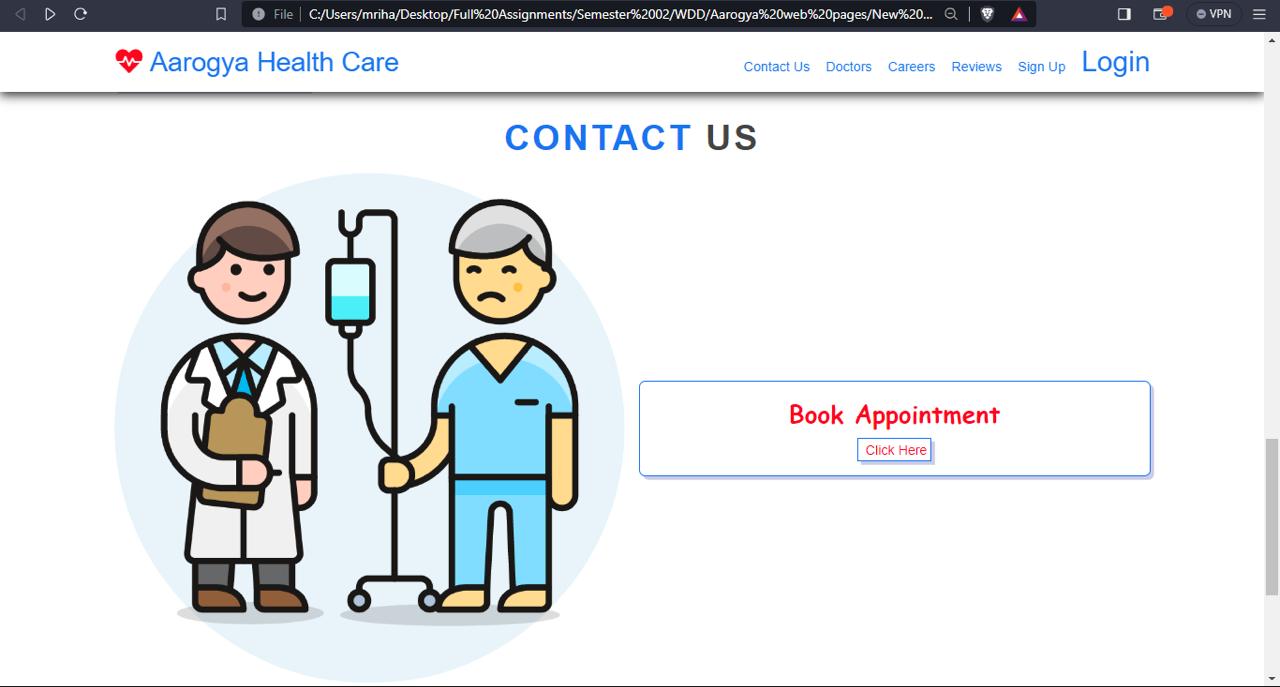 File C:/Users/mriha/Desktop/Full%20Assignments/Semester%2002/WDD/Aarogya%20web%20pages/New%20... VPN
Aarogya Health Care
Contact Us Doctors Careers Reviews Sign Up Login
CONTACT US
Book Appointment
Click Here